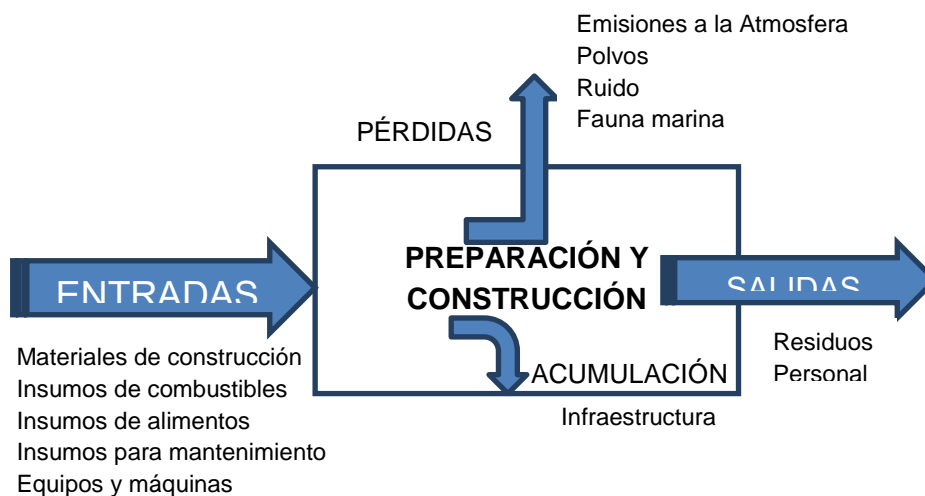 Emisiones a la Atmosfera
Polvos
Ruido
Fauna marina
PÉRDIDAS
PREPARACIÓN Y
CONSTRUCCIÓN
ENTRADAS
SALIDAS
Materiales de construcción
Insumos de combustibles
Insumos de alimentos
Insumos para mantenimiento
Equipos y máquinas
ACUMULACIÓN
Infraestructura
Residuos
Personal